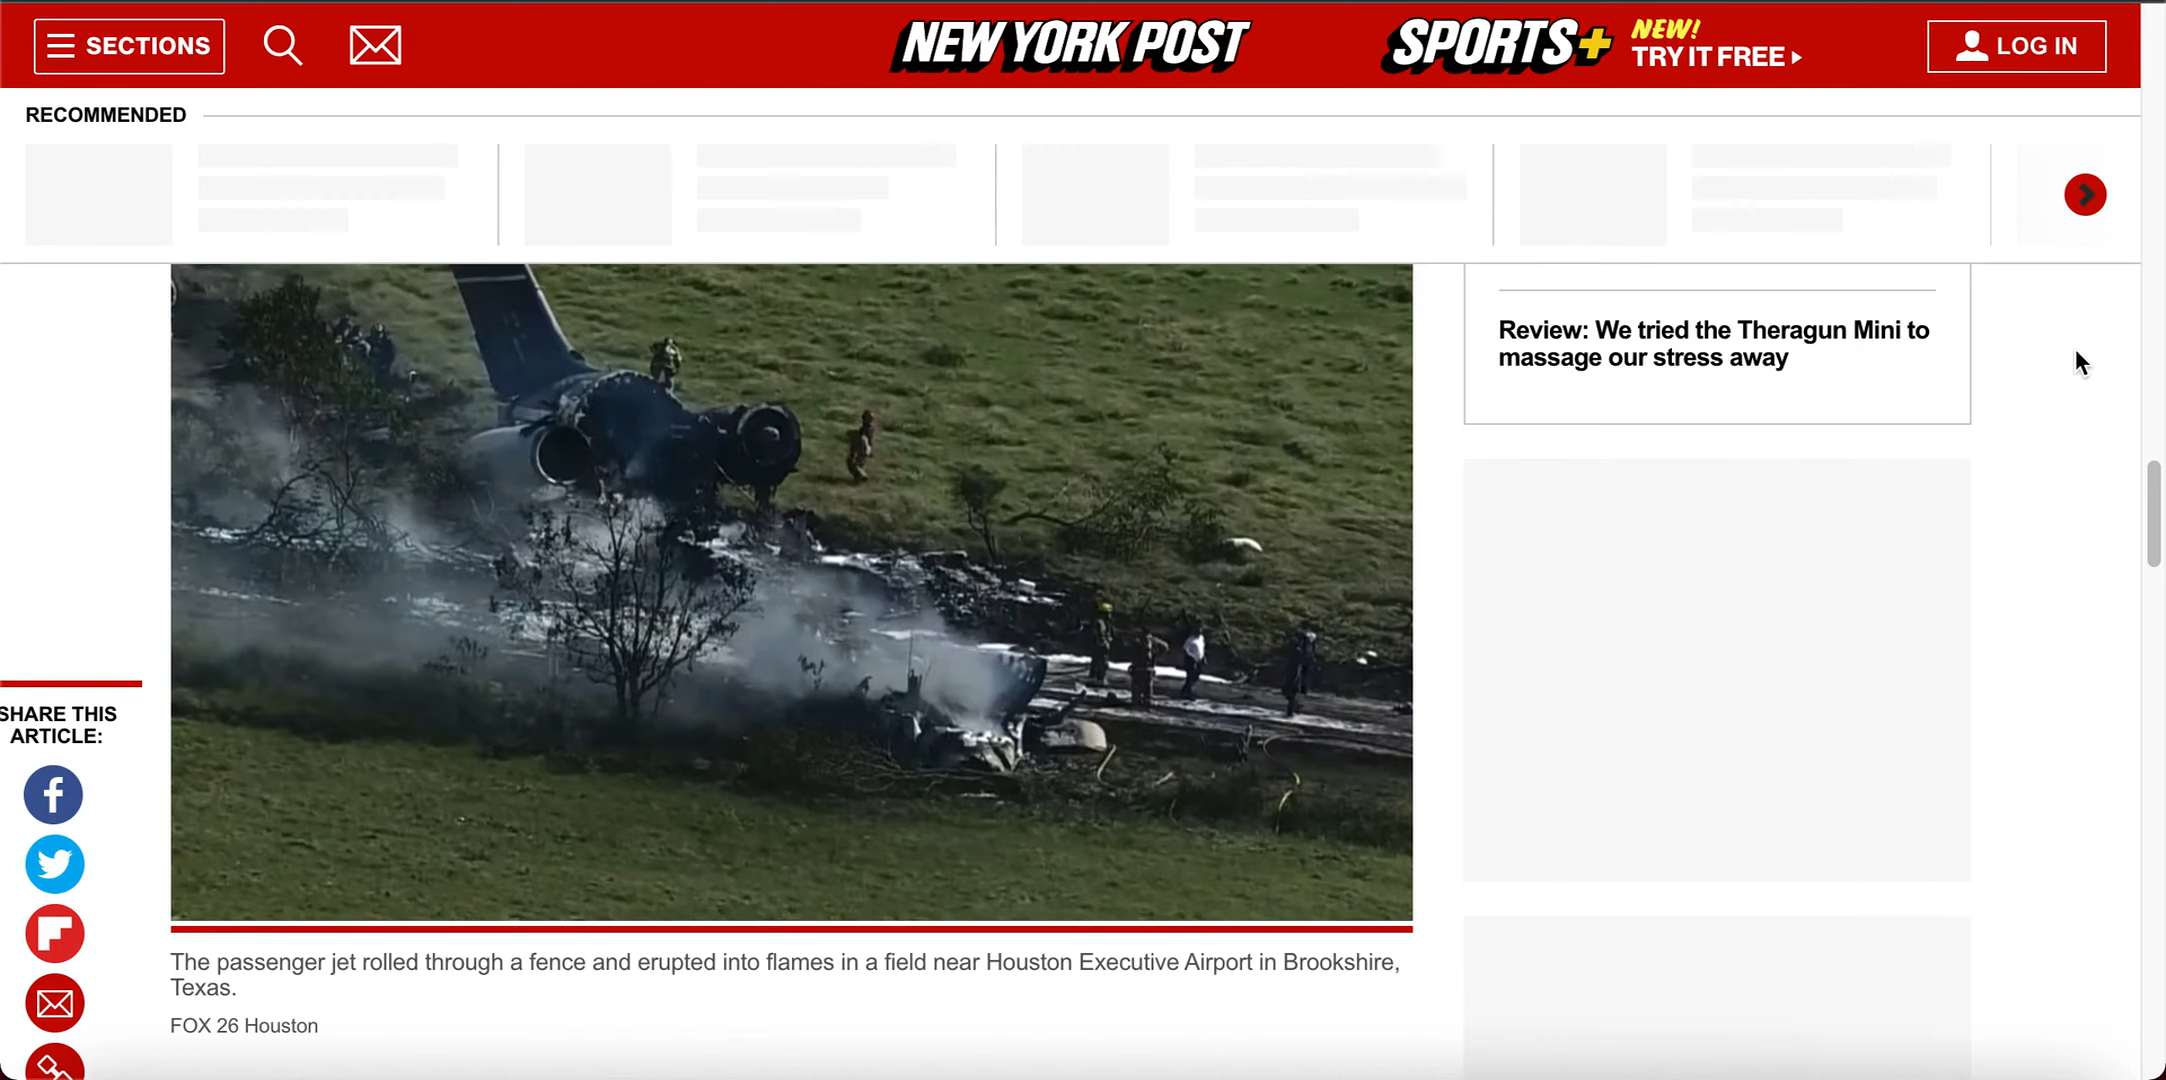 SECTIONS
NEW YORK POST
SPORTS+
NEW!
TRY IT FREE
LOG IN
RECOMMENDED
Review: We tried the Theragun Mini to
massage our stress away
SHARE THIS
ARTICLE:
The passenger jet rolled through a fence and erupted into flames in a field near Houston Executive Airport in Brookshire,
Texas.
FOX 26 Houston